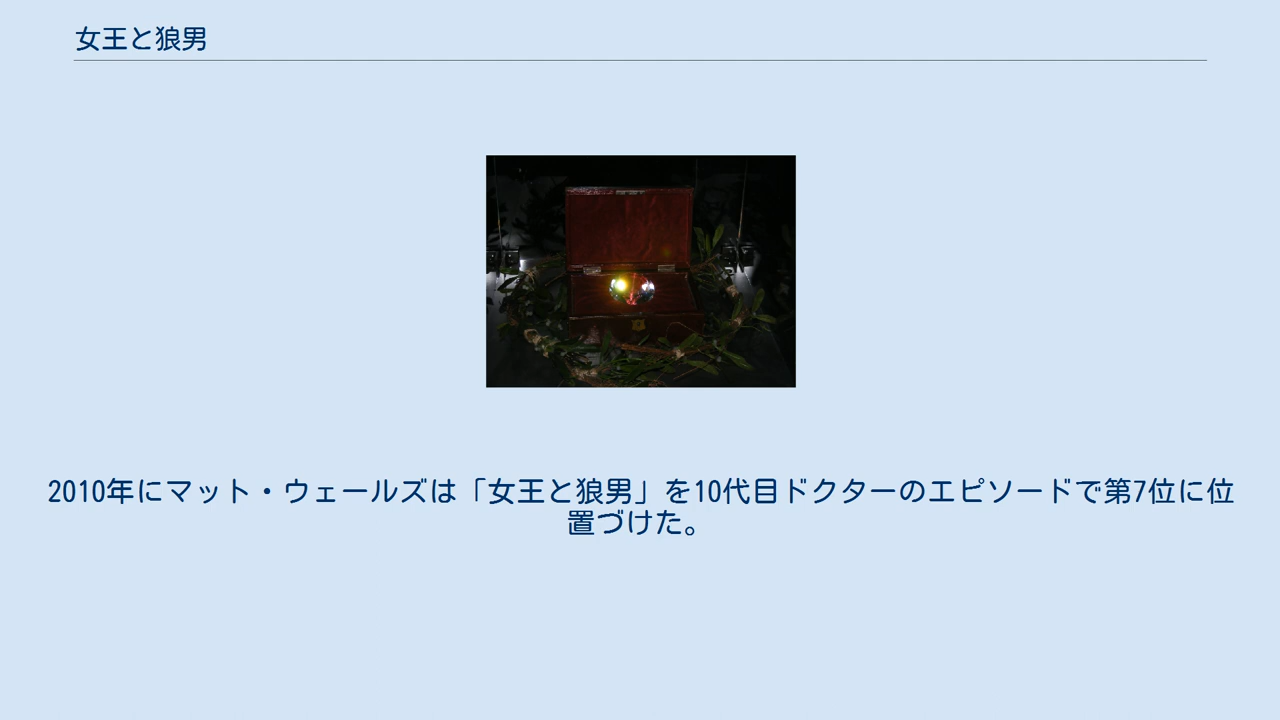 女王と狼男
2010年にマット・ウェールズは「女王と狼男」を10代目ドクターのエピソードで第7位に位
置づけた。